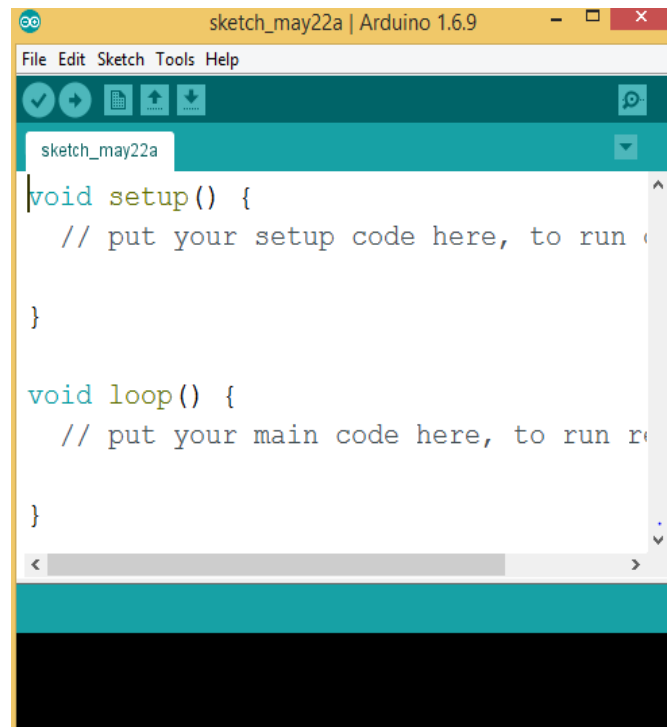 sketch_may22a | Arduino 1.6.9
File Edit Sketch Tools Help
sketch_may22a
void setup() {
// put your setup code here, to run
}
void loop() {
// put your main code here, to run
}